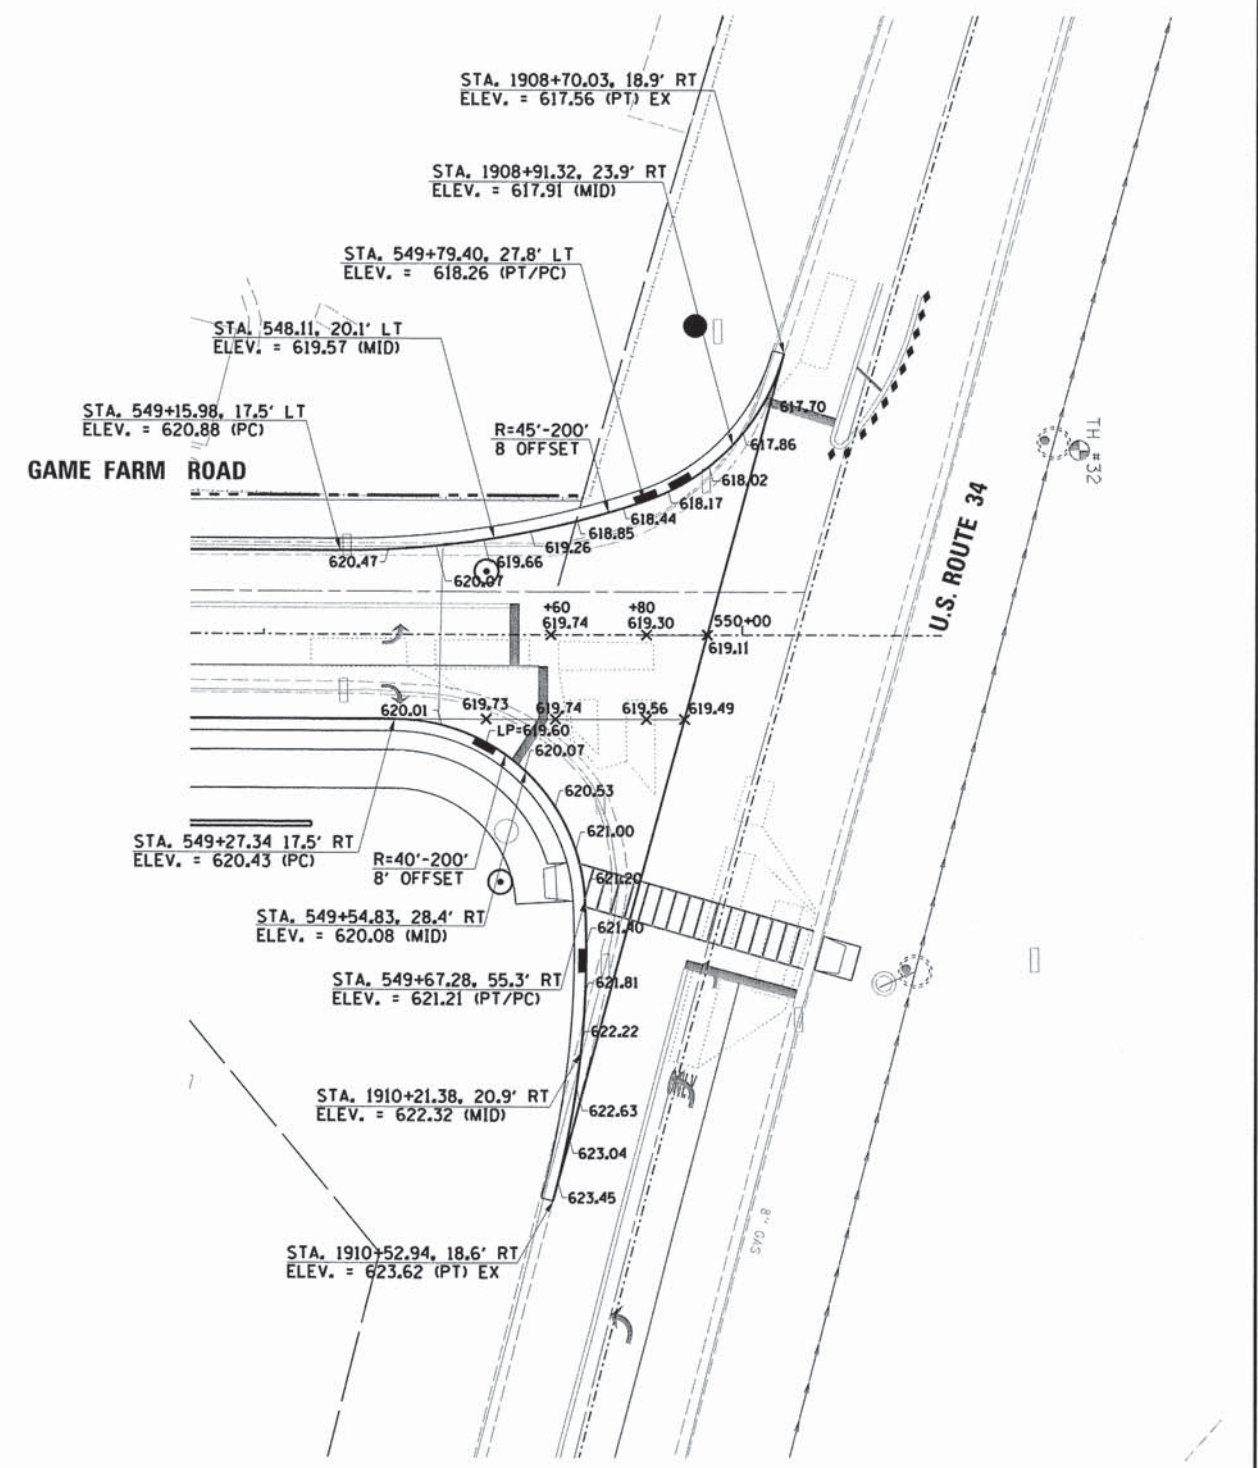 STA. 1908+70.03, 18.9' RT
ELEV. = 617.56 (PT) EX
STA. 1908+91.32, 23.9' RT
ELEV. = 617.91 (MID)
STA. 549+79.40, 27.8' LT
ELEV. = 618.26 (PT/PC)
STA. 548.11, 20.1' LT
ELEV. = 619.57 (MID)
STA. 549+15.98, 17.5' LT
ELEV. = 620.88 (PC)
R=45'-200'
8 OFFSET
GAME FARM ROAD
617.70
617.86
618.02
618.17
618.44
618.85
619.26
619.66
620.07
620.47
TH #32
U.S. ROUTE 34
+60
619.74
+80
619.30
550+00
619.11
620.01
619.73
619.74
619.56
619.49
LP=619.60
620.07
620.53
621.00
621.20
621.40
621.81
622.22
622.63
623.04
623.45
STA. 549+27.34 17.5' RT
ELEV. = 620.43 (PC)
R=40'-200'
8' OFFSET
STA. 549+54.83, 28.4' RT
ELEV. = 620.08 (MID)
STA. 549+67.28, 55.3' RT
ELEV. = 621.21 (PT/PC)
STA. 1910+21.38, 20.9' RT
ELEV. = 622.32 (MID)
STA. 1910+52.94, 18.6' RT
ELEV. = 623.62 (PT) EX
8" GAS